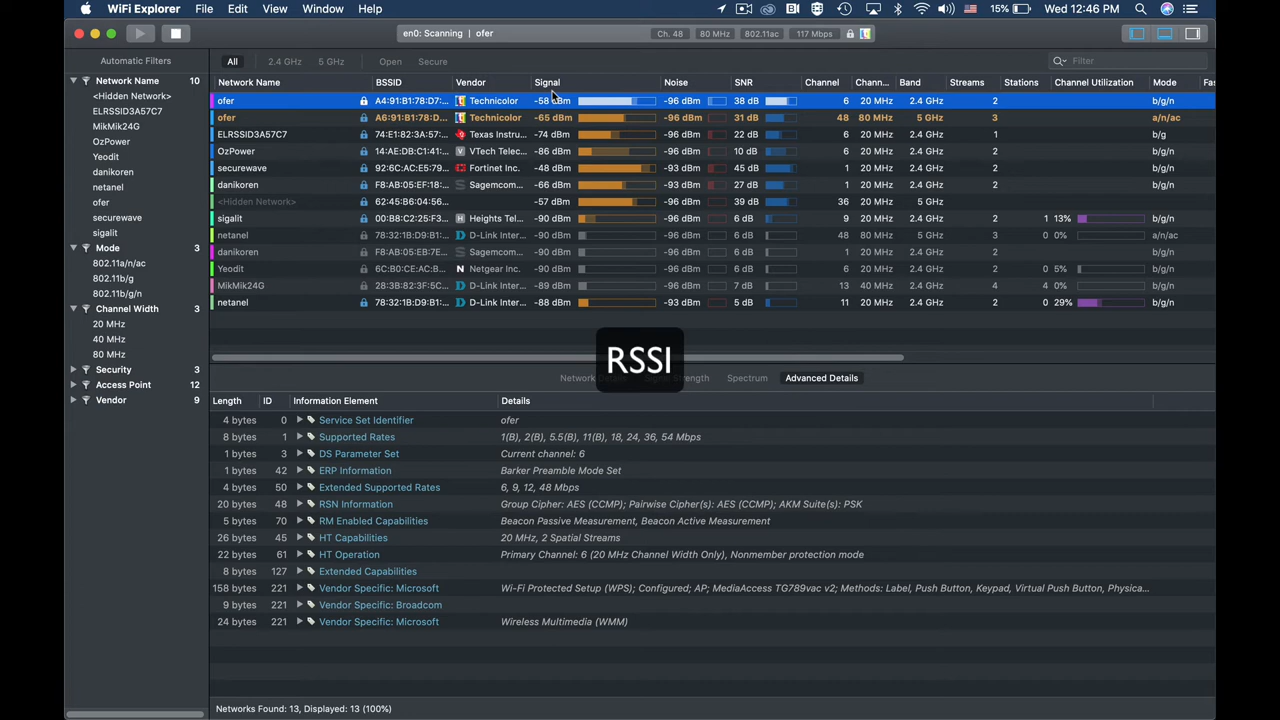 WiFi Explorer File Edit View Window Help 15% Wed 12:46 PM
en0: Scanning | ofer Ch. 48 80 MHz 802.11ac 117 Mbps
Automatic Filters All 2.4 GHz 5 GHz Open Secure Filter
Network Name 10
<Hidden Network>
ELRSSID3A57C7
MikMik24G
OzPower
Yeodit
danikoren
netanel
ofer
securewave
sigalit
Mode 3
802.11a/n/ac
802.11b/g
802.11b/g/n
Channel Width 3
20 MHz
40 MHz
80 MHz
Security 3
Access Point 12
Vendor 9
Network Name BSSID Vendor Signal Noise SNR Channel Chann... Band Streams Stations Channel Utilization Mode Fas
ofer A4:91:B1:78:D7:... Technicolor -58 dBm -96 dBm 38 dB 6 20 MHz 2.4 GHz 2 b/g/n
ofer A6:91:B1:78:D... Technicolor -65 dBm -96 dBm 31 dB 48 80 MHz 5 GHz 3 a/n/ac
ELRSSID3A57C7 74:E1:82:3A:57:... Texas Instru... -74 dBm -96 dBm 22 dB 6 20 MHz 2.4 GHz 1 b/g
OzPower 14:AE:DB:C1:41:... VTech Telec... -86 dBm -96 dBm 10 dB 6 20 MHz 2.4 GHz 2 b/g/n
securewave 92:6C:AC:E5:79... Fortinet Inc. -48 dBm -93 dBm 45 dB 1 20 MHz 2.4 GHz 2 b/g/n
danikoren F8:AB:05:EF:18:... Sagemcom... -66 dBm -93 dBm 27 dB 1 20 MHz 2.4 GHz 2 b/g/n
<Hidden Network> 62:45:B6:04:56... -57 dBm -96 dBm 39 dB 36 20 MHz 5 GHz
sigalit 00:B8:C2:25:F3... Heights Tel... -90 dBm -96 dBm 6 dB 9 20 MHz 2.4 GHz 2 1 13% b/g/n
netanel 78:32:1B:D9:B1:... D-Link Inter... -90 dBm -96 dBm 6 dB 48 80 MHz 5 GHz 3 0 0% a/n/ac
danikoren F8:AB:05:EB:7E... Sagemcom... -90 dBm -96 dBm 6 dB 1 20 MHz 2.4 GHz 2 b/g/n
Yeodit 6C:B0:CE:AC:B... Netgear Inc. -90 dBm -96 dBm 6 dB 6 20 MHz 2.4 GHz 2 0 5% b/g/n
MikMik24G 28:3B:82:3F:5C... D-Link Inter... -89 dBm -96 dBm 7 dB 13 40 MHz 2.4 GHz 4 4 0% b/g/n
netanel 78:32:1B:D9:B1:... D-Link Inter... -88 dBm -93 dBm 5 dB 11 20 MHz 2.4 GHz 2 0 29% b/g/n
RSSI
Network Details Signal Strength Spectrum Advanced Details
Length ID Information Element Details
4 bytes 0 Service Set Identifier ofer
8 bytes 1 Supported Rates 1(B), 2(B), 5.5(B), 11(B), 18, 24, 36, 54 Mbps
1 bytes 3 DS Parameter Set Current channel: 6
1 bytes 42 ERP Information Barker Preamble Mode Set
4 bytes 50 Extended Supported Rates 6, 9, 12, 48 Mbps
20 bytes 48 RSN Information Group Cipher: AES (CCMP); Pairwise Cipher(s): AES (CCMP); AKM Suite(s): PSK
5 bytes 70 RM Enabled Capabilities Beacon Passive Measurement, Beacon Active Measurement
26 bytes 45 HT Capabilities 20 MHz, 2 Spatial Streams
22 bytes 61 HT Operation Primary Channel: 6 (20 MHz Channel Width Only), Nonmember protection mode
8 bytes 127 Extended Capabilities
158 bytes 221 Vendor Specific: Microsoft Wi-Fi Protected Setup (WPS); Configured; AP; MediaAccess TG789vac v2; Methods: Label, Push Button, Keypad, Virtual Push Button, Physica...
9 bytes 221 Vendor Specific: Broadcom
24 bytes 221 Vendor Specific: Microsoft Wireless Multimedia (WMM)
Networks Found: 13, Displayed: 13 (100%)